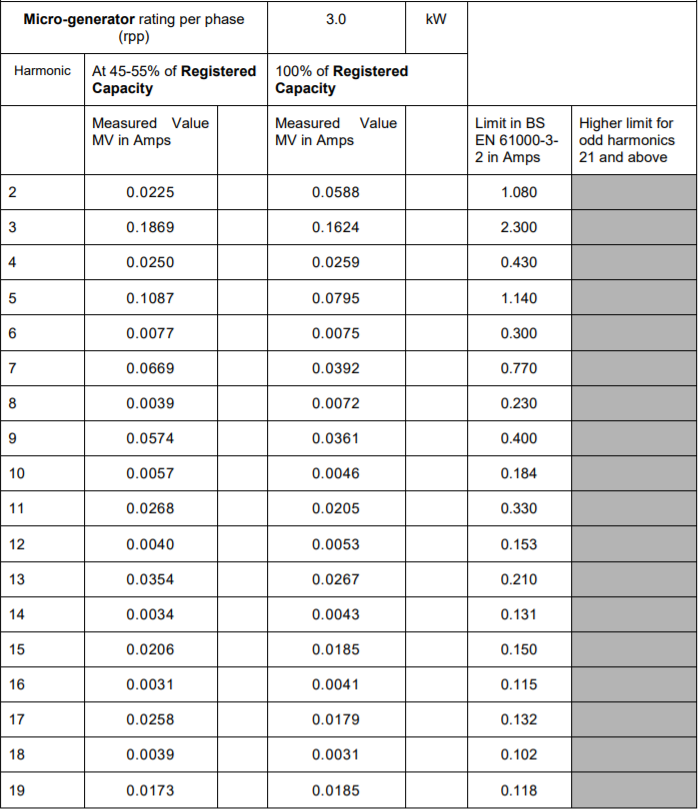 Micro-generator rating per phase (rpp) 3.0 kW
Harmonic At 45-55% of Registered Capacity 100% of Registered Capacity
Measured Value MV in Amps Measured Value MV in Amps Limit in BS EN 61000-3-2 in Amps Higher limit for odd harmonics 21 and above
2 0.0225 0.0588 1.080
3 0.1869 0.1624 2.300
4 0.0250 0.0259 0.430
5 0.1087 0.0795 1.140
6 0.0077 0.0075 0.300
7 0.0669 0.0392 0.770
8 0.0039 0.0072 0.230
9 0.0574 0.0361 0.400
10 0.0057 0.0046 0.184
11 0.0268 0.0205 0.330
12 0.0040 0.0053 0.153
13 0.0354 0.0267 0.210
14 0.0034 0.0043 0.131
15 0.0206 0.0185 0.150
16 0.0031 0.0041 0.115
17 0.0258 0.0179 0.132
18 0.0039 0.0031 0.102
19 0.0173 0.0185 0.118